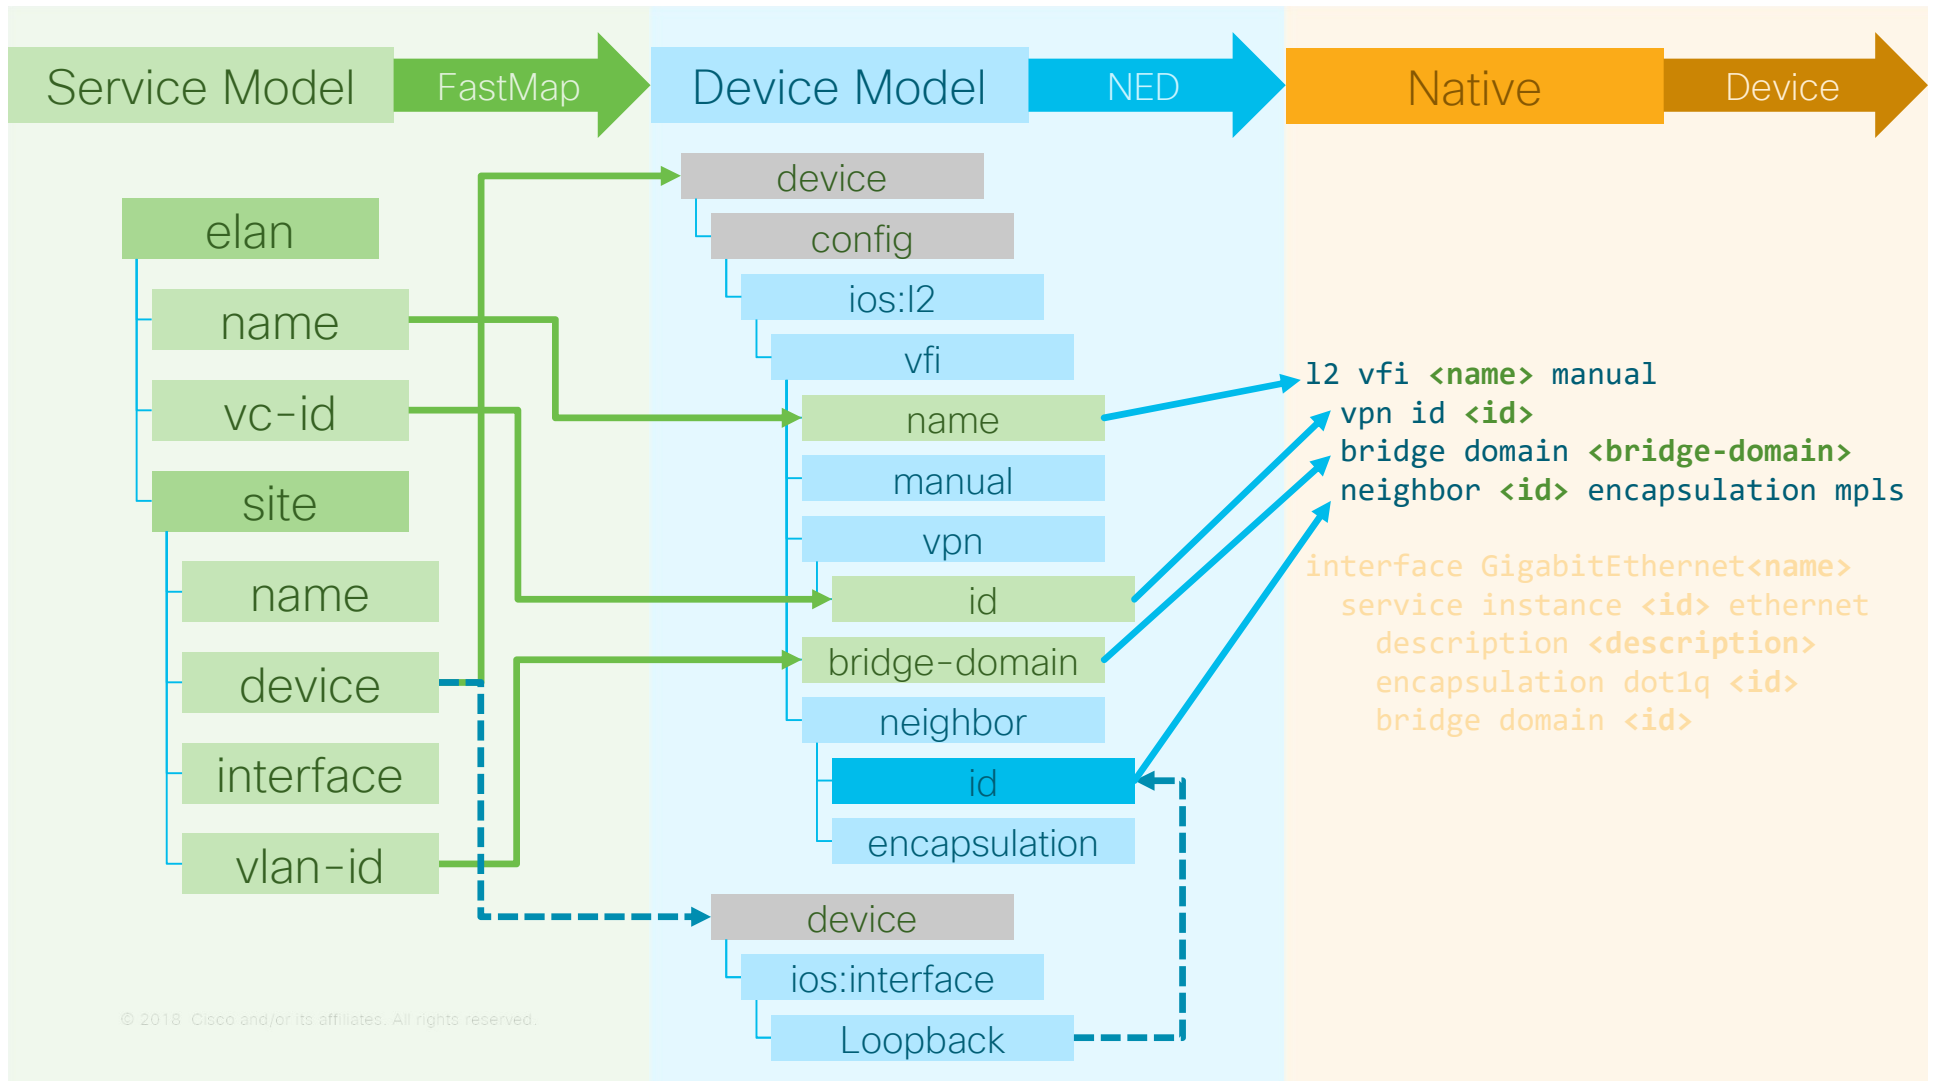 Service Model
FastMap
Device Model
NED
Native
Device
elan
name
vc-id
site
name
device
interface
vlan-id
device
config
ios:l2
vfi
name
manual
vpn
id
bridge-domain
neighbor
id
encapsulation
device
ios:interface
Loopback
l2 vfi <name> manual
vpn id <id>
bridge domain <bridge-domain>
neighbor <id> encapsulation mpls
interface GigabitEthernet<name>
service instance <id> ethernet
description <description>
encapsulation dot1q <id>
bridge domain <id>
© 2018 Cisco and/or its affiliates. All rights reserved.